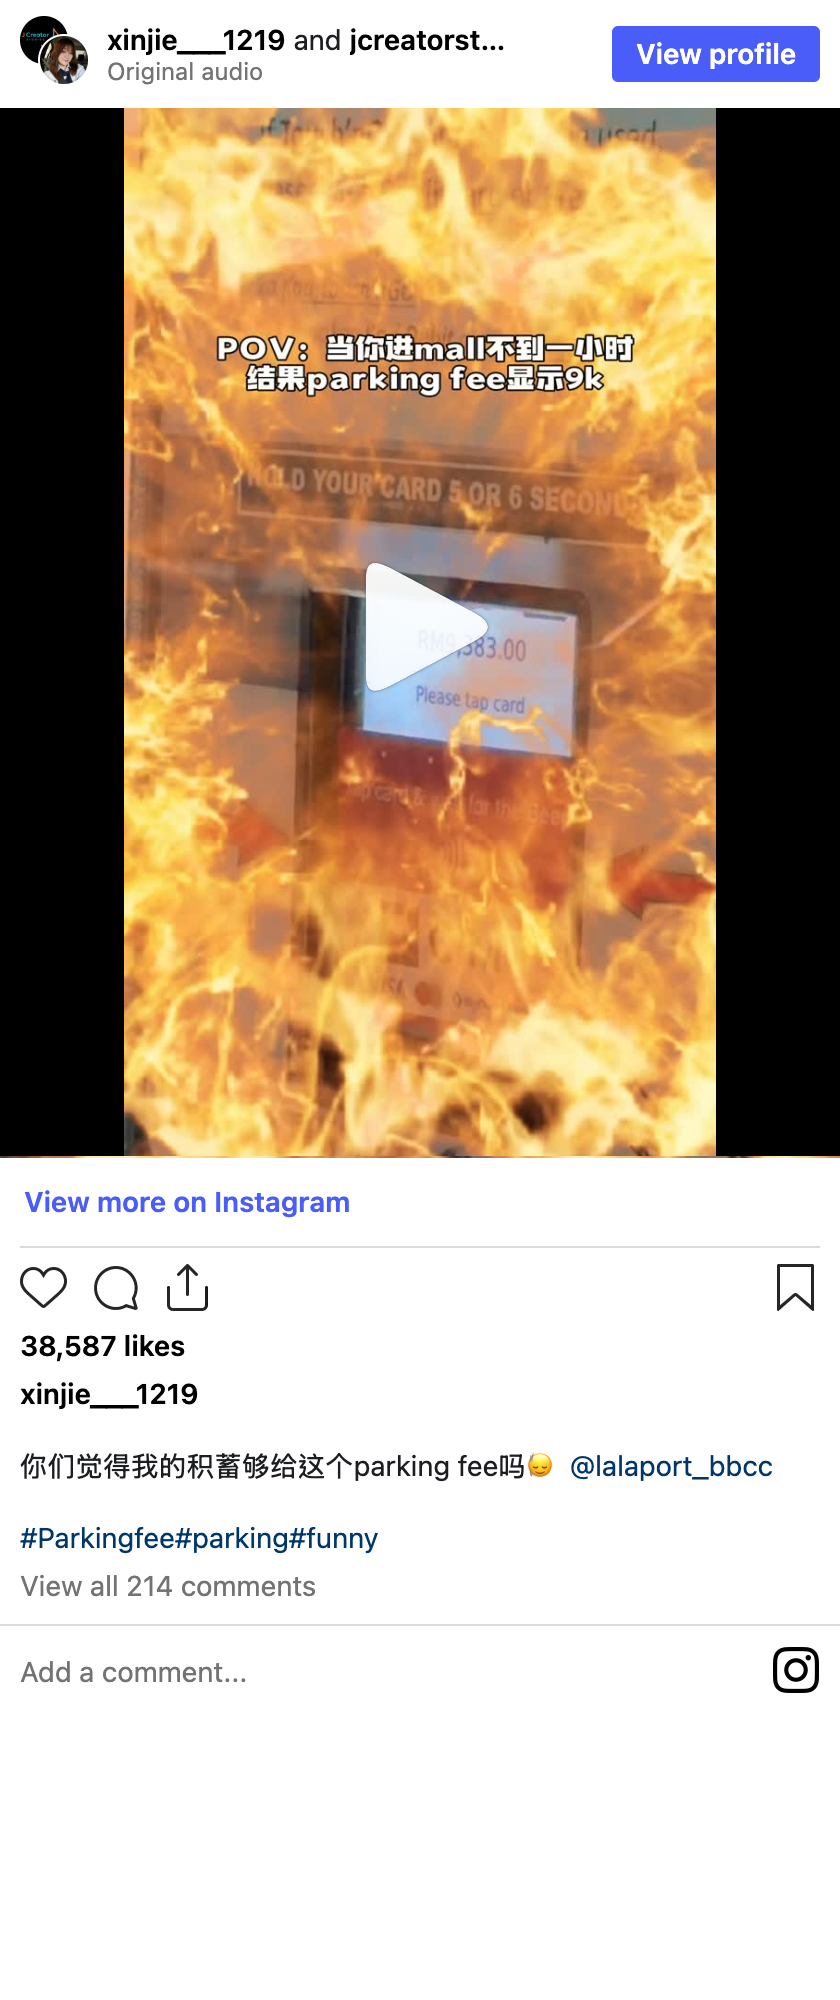 xinjie___1219 and jcreatorst...
Original audio
View profile
used,
POV：当你进mall不到一小时
结果parking fee显示9k
HOLD YOUR CARD 5 OR 6 SECONDS
RM9,383.00
Please tap card
View more on Instagram
38,587 likes
xinjie___1219
你们觉得我的积蓄够给这个parking fee吗😌 @lalaport_bbcc
#Parkingfee#parking#funny
View all 214 comments
Add a comment...